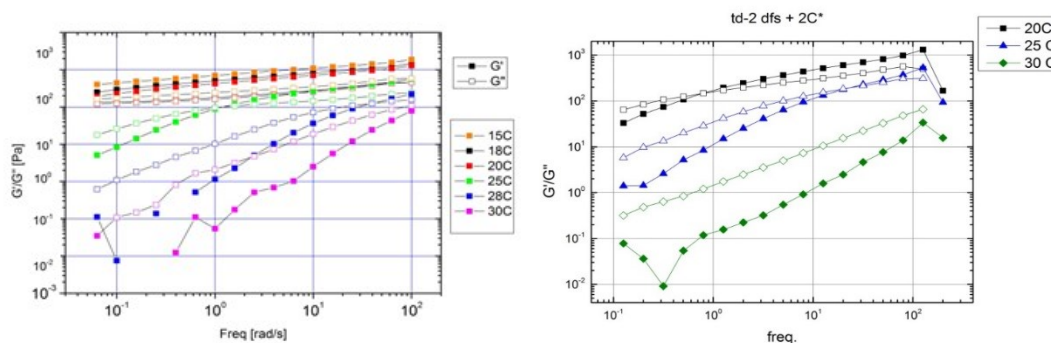 G'/G" [Pa]
10³
10²
10¹
10⁰
10⁻¹
10⁻²
10⁻³
10⁻¹ 10⁰ 10¹ 10²
Freq [rad/s]
G'
G"
15C
18C
20C
25C
28C
30C
td-2 dfs + 2C*
G'/G"
10³
10²
10¹
10⁰
10⁻¹
10⁻²
10⁻¹ 10⁰ 10¹ 10²
freq.
20C
25 C
30 C